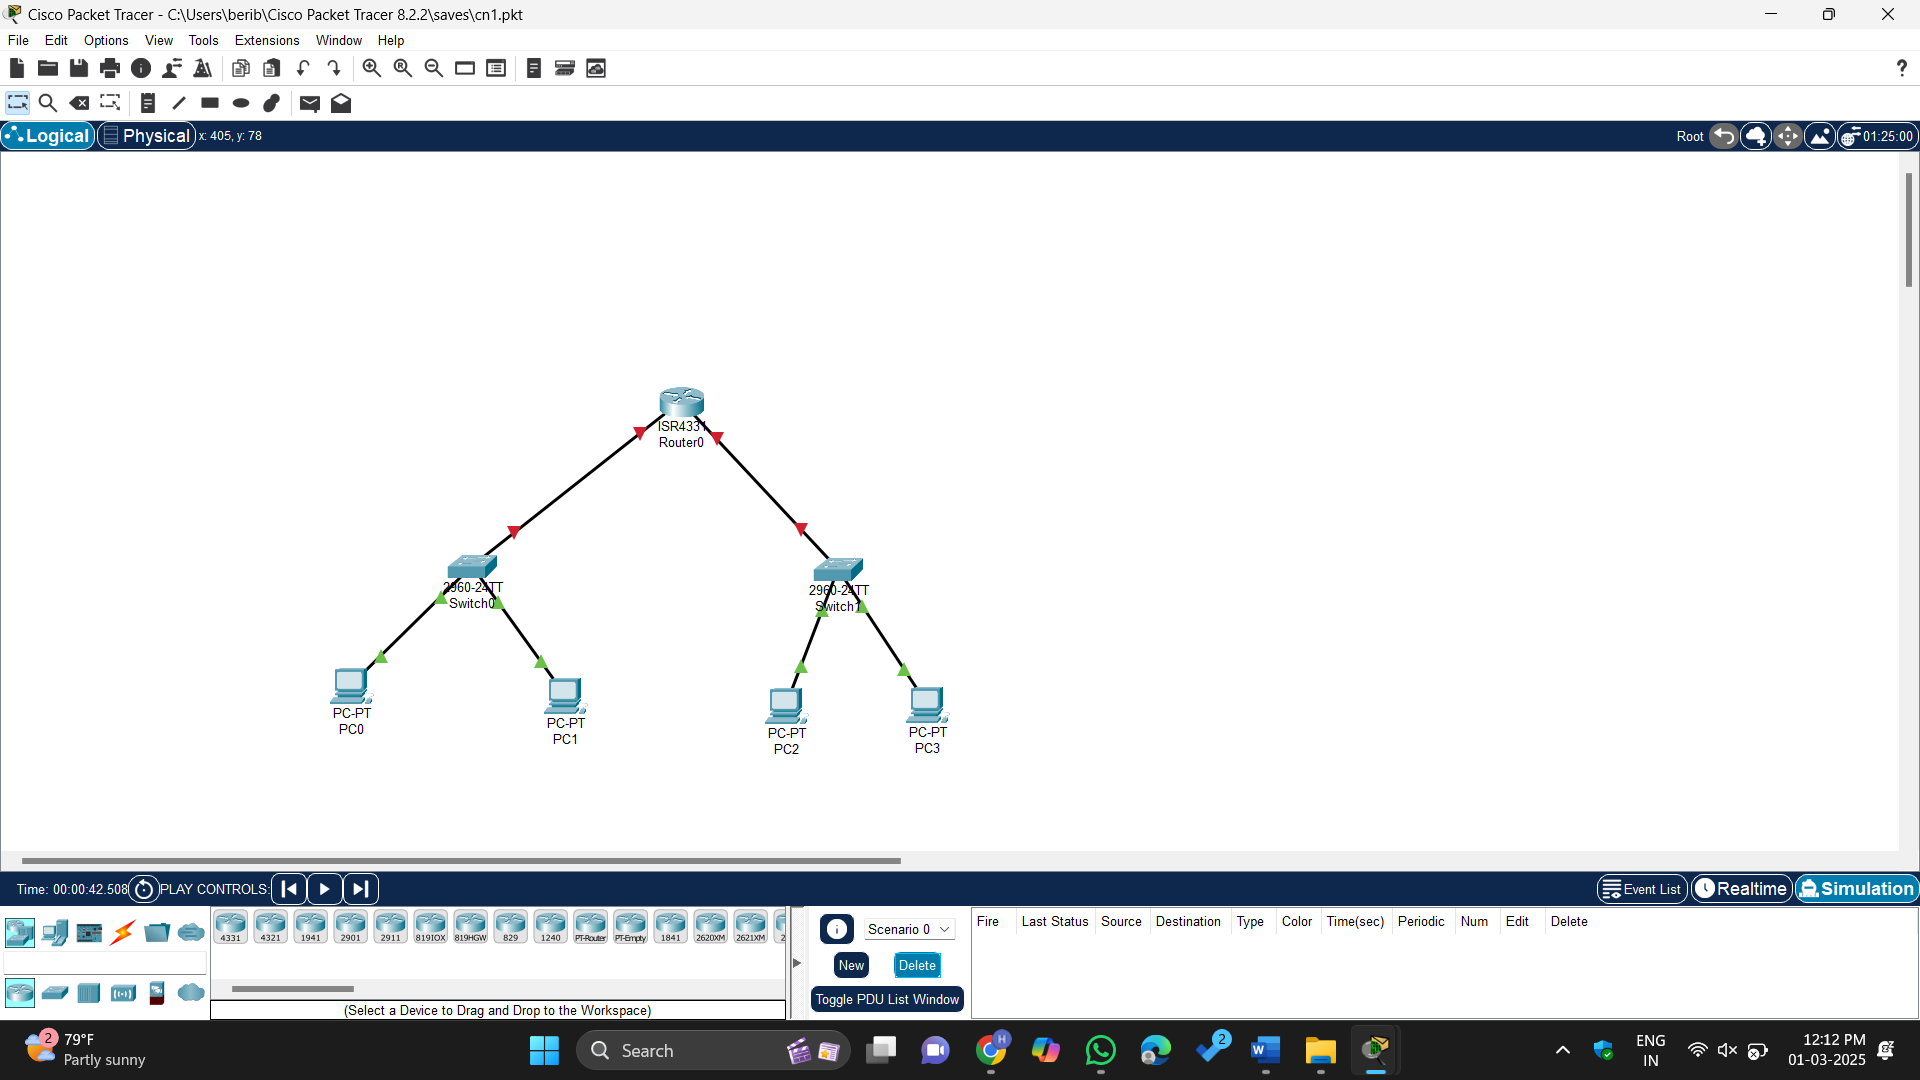 Cisco Packet Tracer - C:\Users\berib\Cisco Packet Tracer 8.2.2\saves\cn1.pkt
File Edit Options View Tools Extensions Window Help
Logical Physical x: 405, y: 78 Root 01:25:00
ISR4331
Router0
2960-24TT
Switch0
2960-24TT
Switch1
PC-PT
PC0
PC-PT
PC1
PC-PT
PC2
PC-PT
PC3
Time: 00:00:42.508 PLAY CONTROLS: Event List Realtime Simulation
4331 4321 1941 2901 2911 819IOX 819HGW 829 1240 PT-Router PT-Empty 1841 2620XM 2621XM 2
(Select a Device to Drag and Drop to the Workspace)
Scenario 0
New Delete
Toggle PDU List Window
Fire Last Status Source Destination Type Color Time(sec) Periodic Num Edit Delete
2
79°F
Partly sunny
Search
H
2
ENG
IN
12:12 PM
01-03-2025